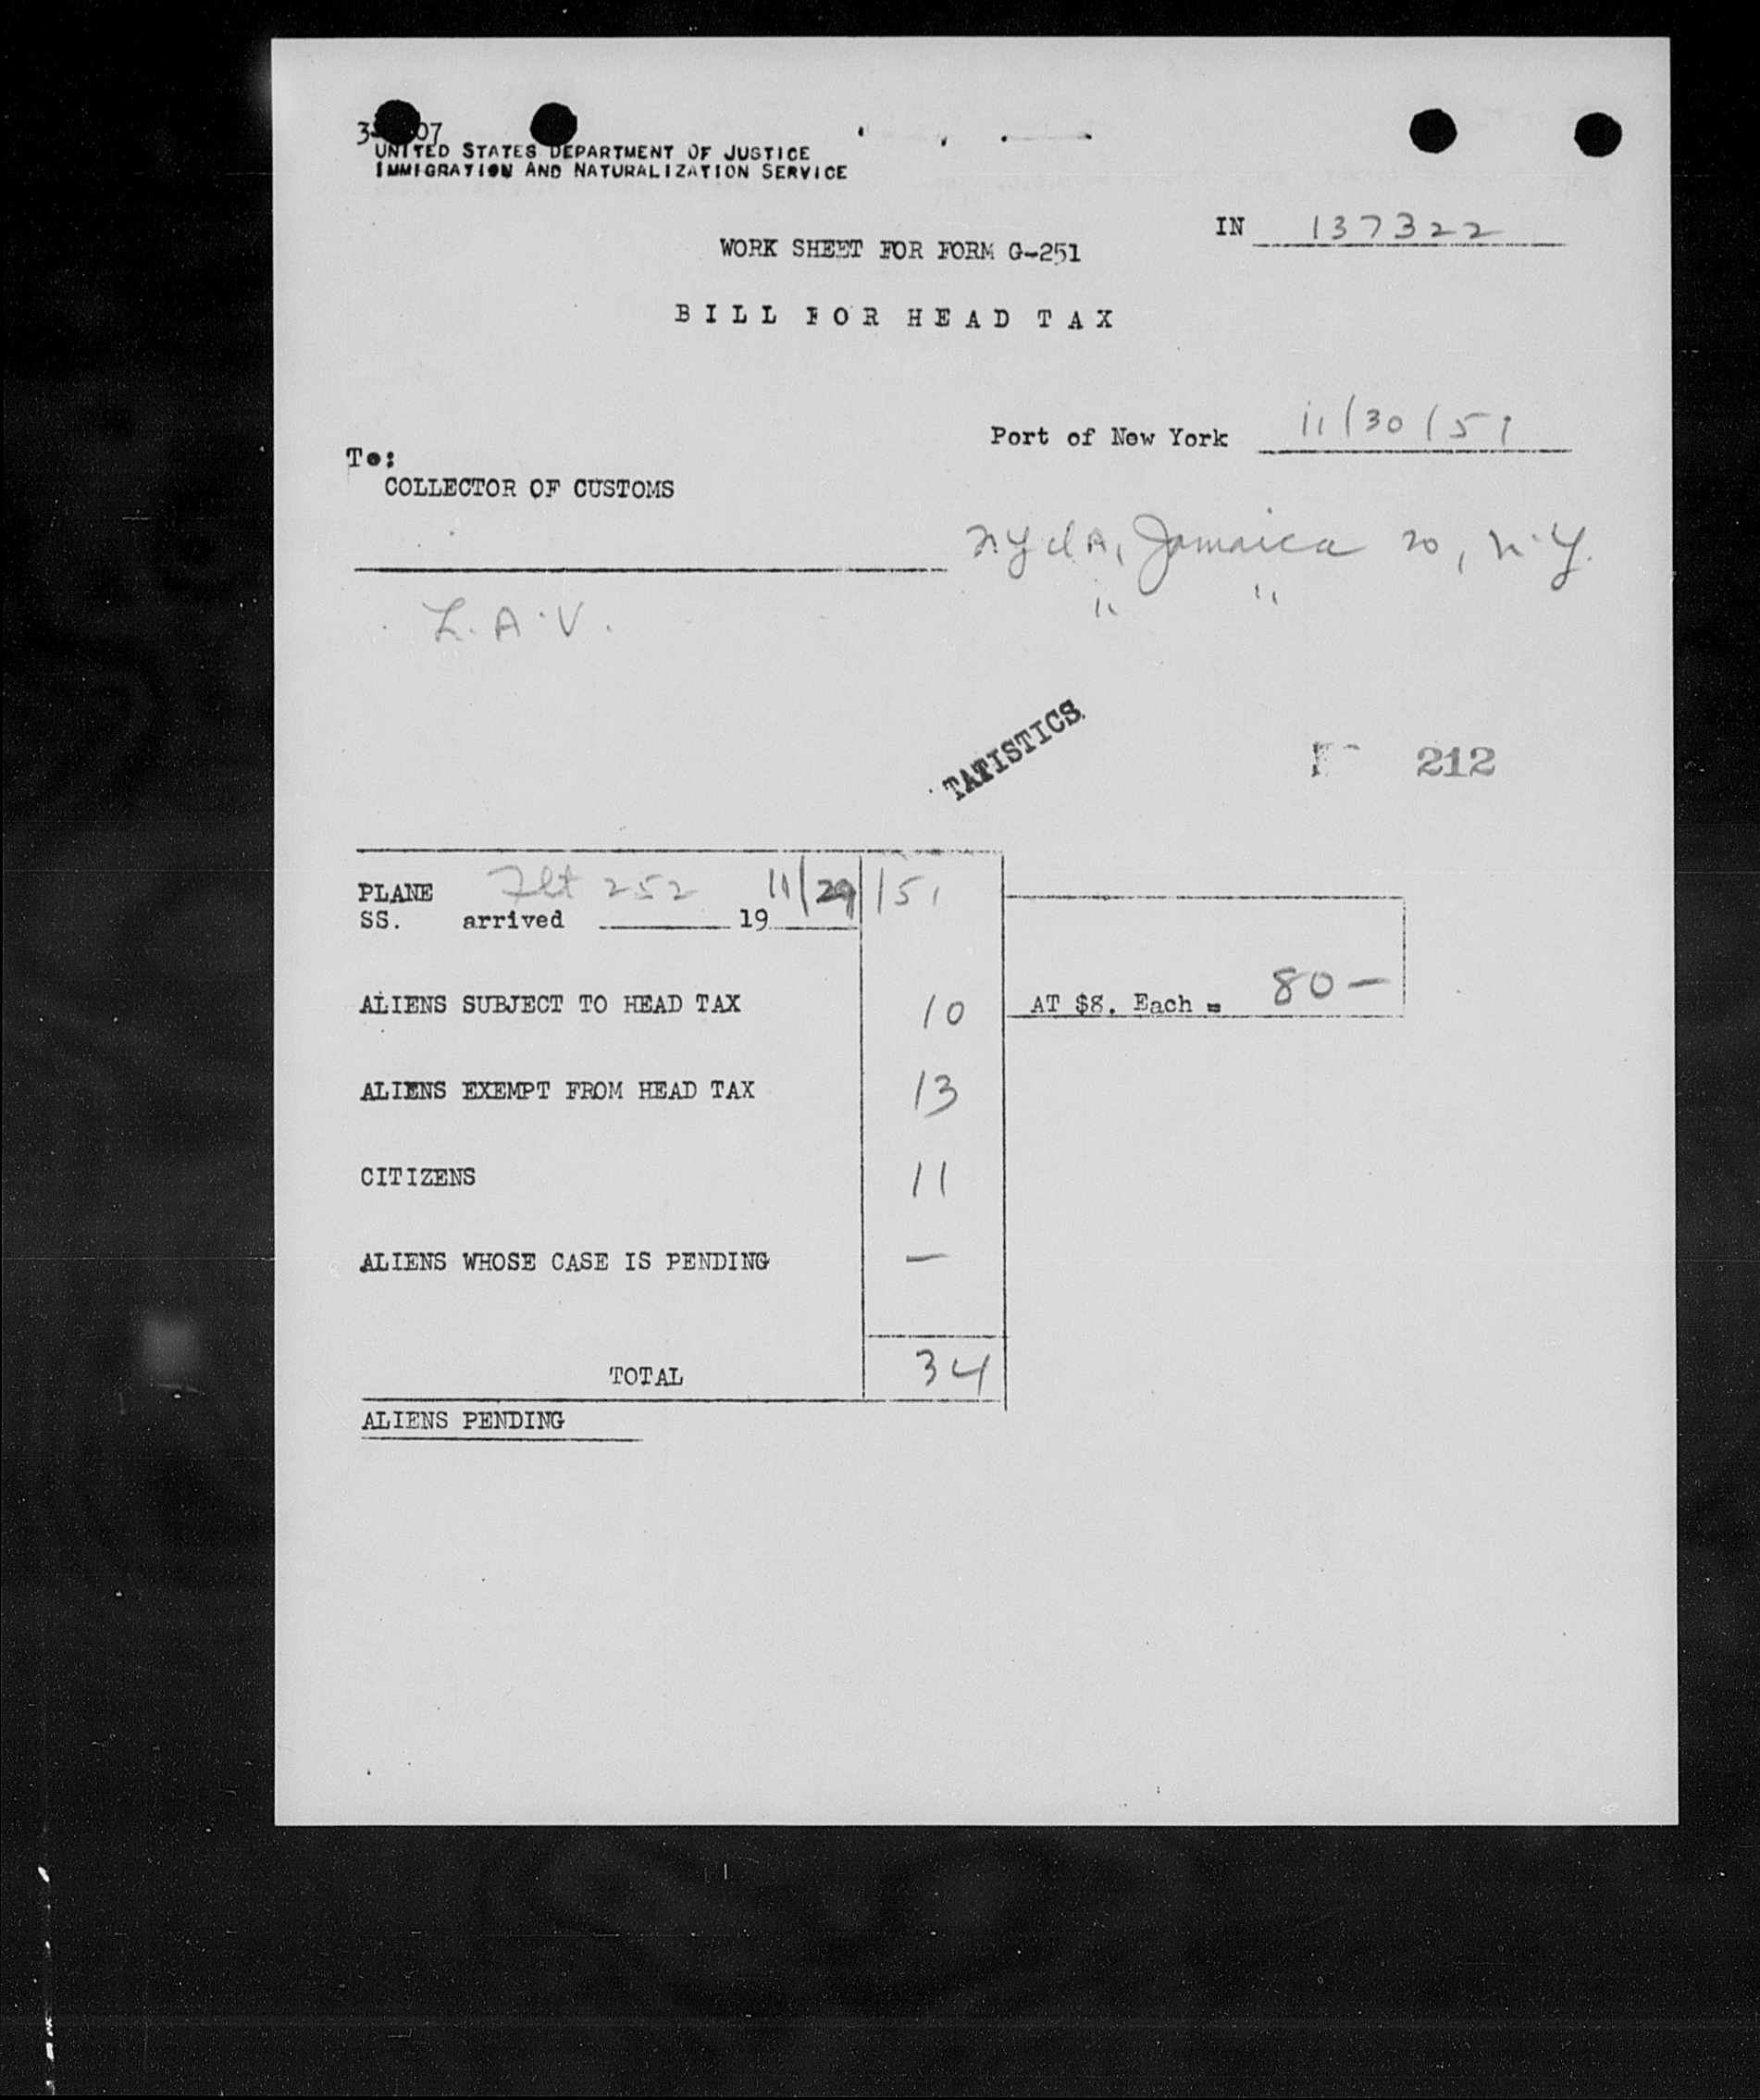 UNITED STATES DEPARTMENT OF JUSTICE
IMMIGRATION AND NATURALIZATION SERVICE
IN 137322
WORK SHEET FOR FORM G-251
BILL FOR HEAD TAX
Port of New York 11/30/51
To:
COLLECTOR OF CUSTOMS
Jamaica 20, N.Y.
" "
L.A.V.
TATISTICS
212
PLANE Flt 252 11/29/51
SS. arrived 19
ALIENS SUBJECT TO HEAD TAX 10 AT $8. Each = 80-
ALIENS EXEMPT FROM HEAD TAX 13
CITIZENS 11
ALIENS WHOSE CASE IS PENDING —
TOTAL 34
ALIENS PENDING